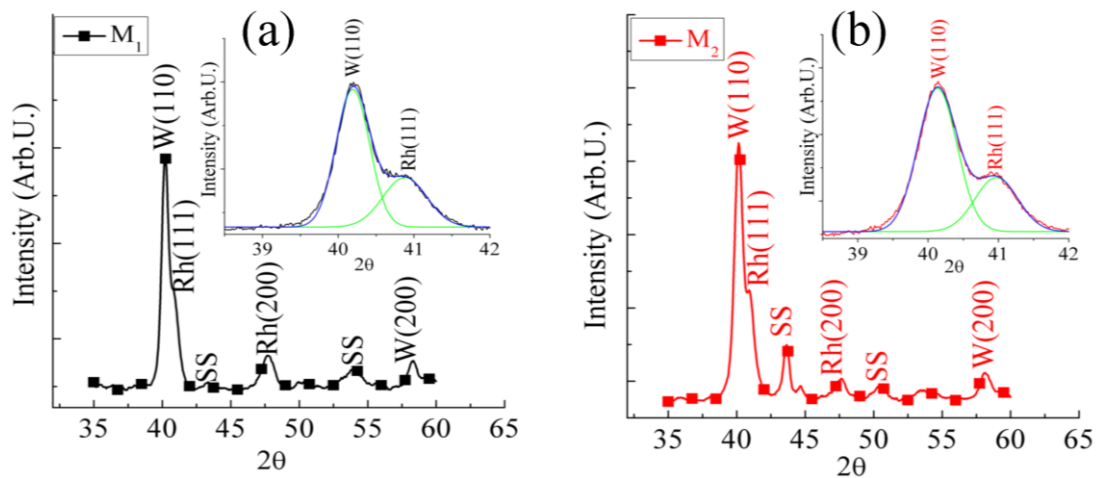 M1
(a)
Intensity (Arb.U.)
W(110)
Rh(111)
SS
Rh(200)
SS
W(200)
35 40 45 50 55 60 65
2θ
Intensity (Arb.U.)
W(110)
Rh(111)
39 40 41 42
2θ
M2
(b)
Intensity (Arb.U.)
W(110)
Rh(111)
SS
Rh(200)
SS
W(200)
35 40 45 50 55 60 65
2θ
Intensity (Arb.U.)
W(110)
Rh(111)
39 40 41 42
2θ